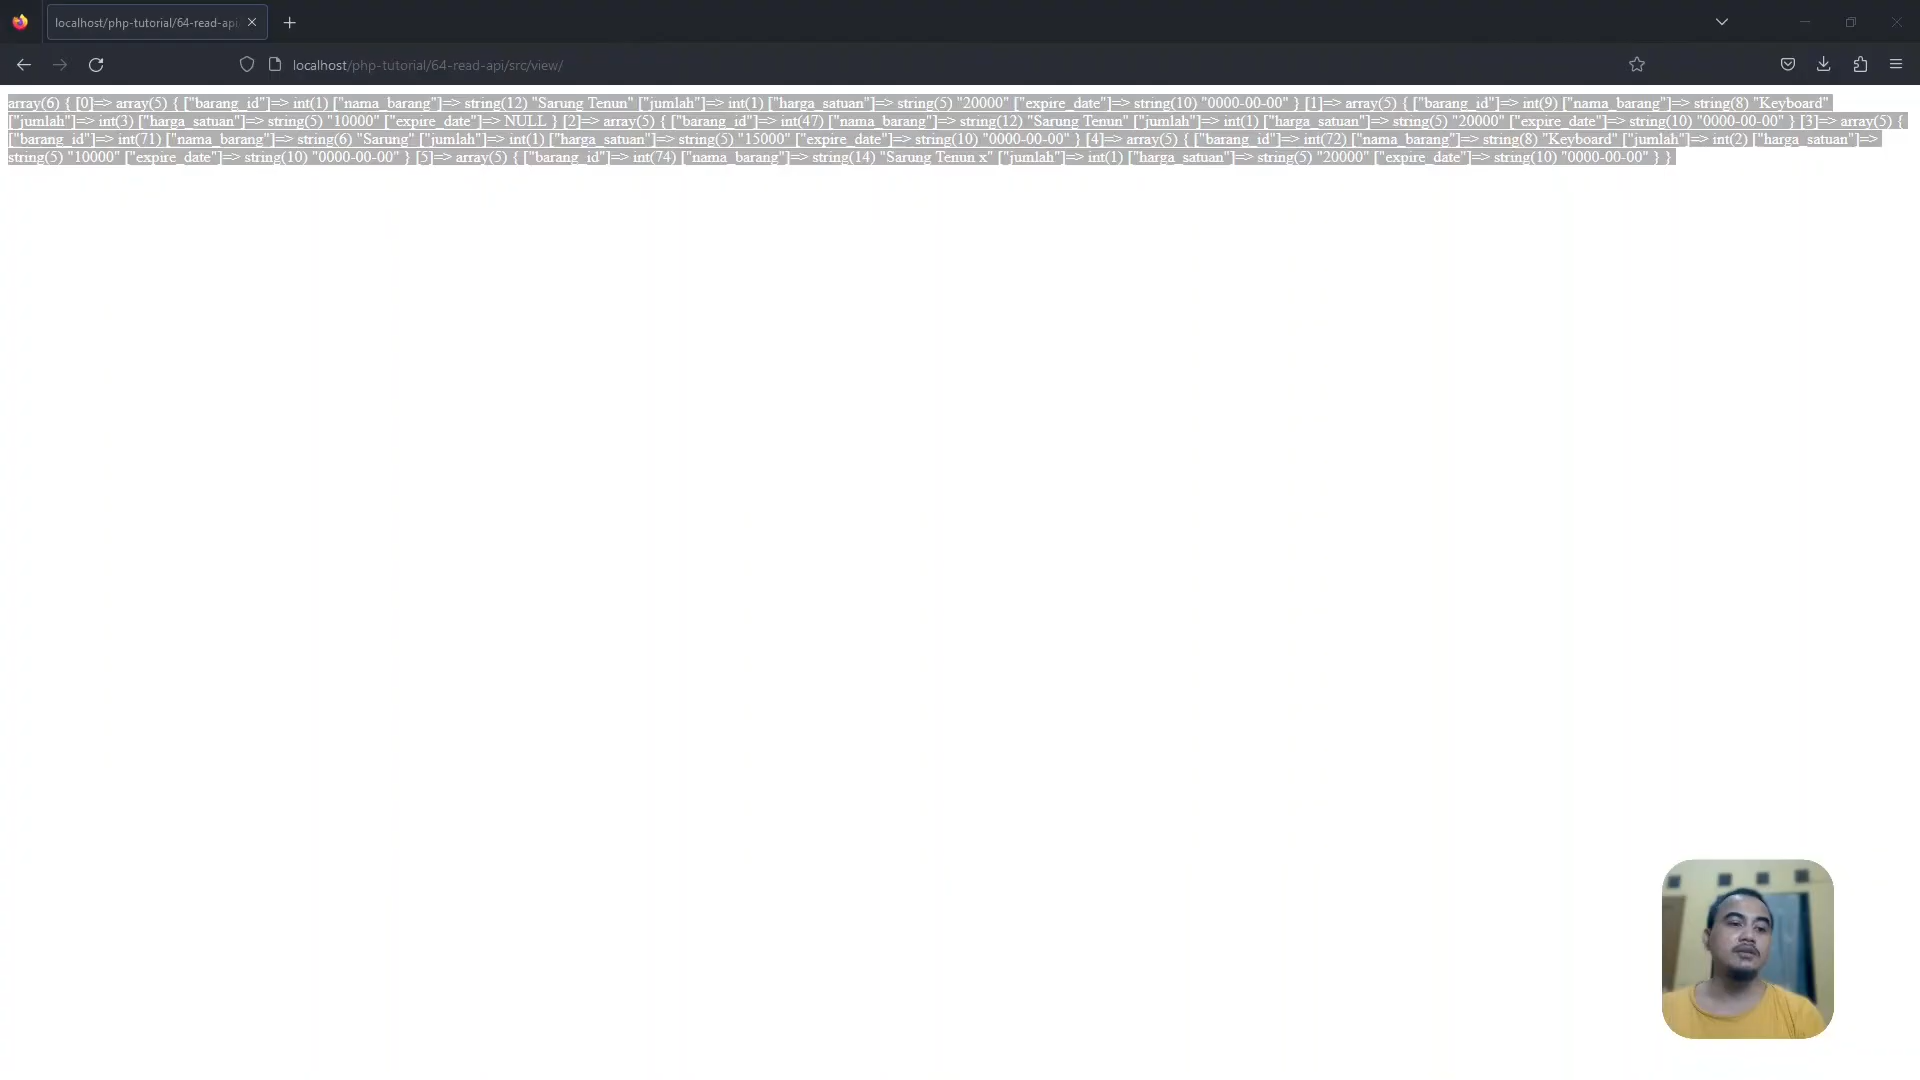 localhost/php-tutorial/64-read-api
localhost/php-tutorial/64-read-api/src/view/
array(6) { [0]=> array(5) { ["barang_id"]=> int(1) ["nama_barang"]=> string(12) "Sarung Tenun" ["jumlah"]=> int(1) ["harga_satuan"]=> string(5) "20000" ["expire_date"]=> string(10) "0000-00-00" } [1]=> array(5) { ["barang_id"]=> int(9) ["nama_barang"]=> string(8) "Keyboard"
["jumlah"]=> int(3) ["harga_satuan"]=> string(5) "10000" ["expire_date"]=> NULL } [2]=> array(5) { ["barang_id"]=> int(47) ["nama_barang"]=> string(12) "Sarung Tenun" ["jumlah"]=> int(1) ["harga_satuan"]=> string(5) "20000" ["expire_date"]=> string(10) "0000-00-00" } [3]=> array(5) {
["barang_id"]=> int(71) ["nama_barang"]=> string(6) "Sarung" ["jumlah"]=> int(1) ["harga_satuan"]=> string(5) "15000" ["expire_date"]=> string(10) "0000-00-00" } [4]=> array(5) { ["barang_id"]=> int(72) ["nama_barang"]=> string(8) "Keyboard" ["jumlah"]=> int(2) ["harga_satuan"]=>
string(5) "10000" ["expire_date"]=> string(10) "0000-00-00" } [5]=> array(5) { ["barang_id"]=> int(74) ["nama_barang"]=> string(14) "Sarung Tenun x" ["jumlah"]=> int(1) ["harga_satuan"]=> string(5) "20000" ["expire_date"]=> string(10) "0000-00-00" } }